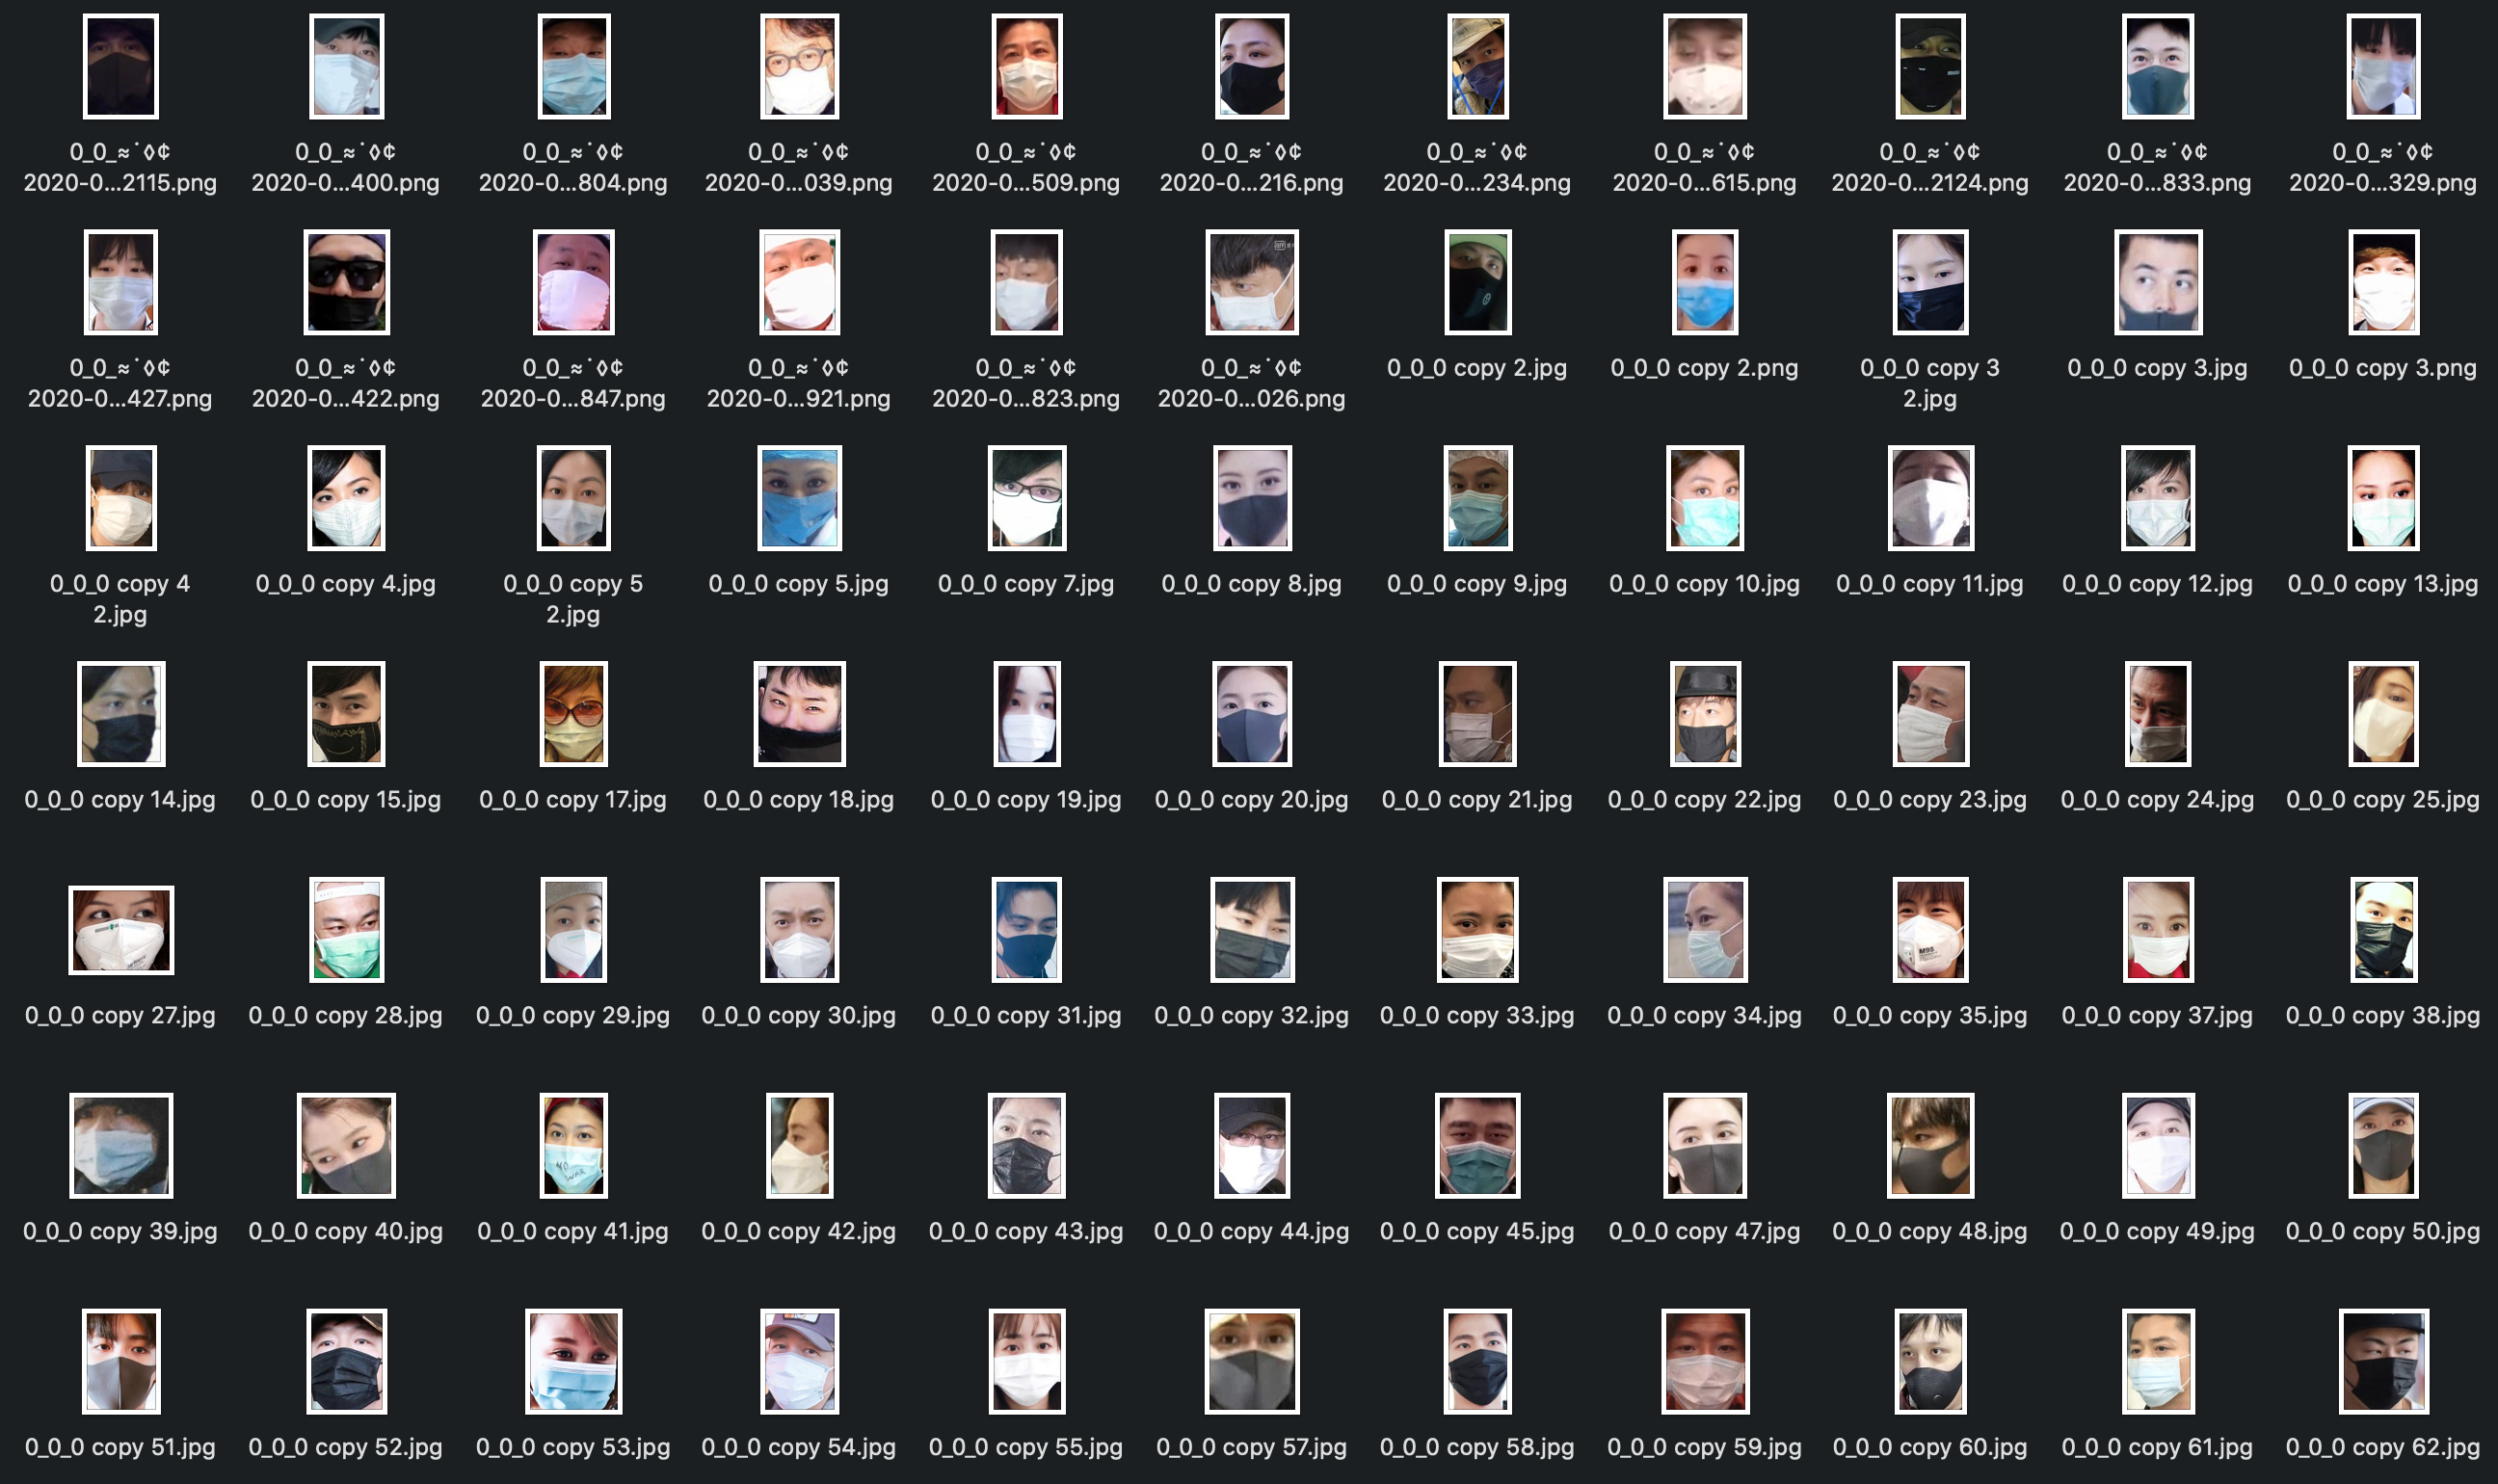 0_0_≈˙◊¢
2020-0...2115.png
0_0_≈˙◊¢
2020-0...400.png
0_0_≈˙◊¢
2020-0...804.png
0_0_≈˙◊¢
2020-0...039.png
0_0_≈˙◊¢
2020-0...509.png
0_0_≈˙◊¢
2020-0...216.png
0_0_≈˙◊¢
2020-0...234.png
0_0_≈˙◊¢
2020-0...615.png
0_0_≈˙◊¢
2020-0...2124.png
0_0_≈˙◊¢
2020-0...833.png
0_0_≈˙◊¢
2020-0...329.png
0_0_≈˙◊¢
2020-0...427.png
0_0_≈˙◊¢
2020-0...422.png
0_0_≈˙◊¢
2020-0...847.png
0_0_≈˙◊¢
2020-0...921.png
0_0_≈˙◊¢
2020-0...823.png
0_0_≈˙◊¢
2020-0...026.png
0_0_0 copy 2.jpg
0_0_0 copy 2.png
0_0_0 copy 3
2.jpg
0_0_0 copy 3.jpg
0_0_0 copy 3.png
0_0_0 copy 4
2.jpg
0_0_0 copy 4.jpg
0_0_0 copy 5
2.jpg
0_0_0 copy 5.jpg
0_0_0 copy 7.jpg
0_0_0 copy 8.jpg
0_0_0 copy 9.jpg
0_0_0 copy 10.jpg
0_0_0 copy 11.jpg
0_0_0 copy 12.jpg
0_0_0 copy 13.jpg
0_0_0 copy 14.jpg
0_0_0 copy 15.jpg
0_0_0 copy 17.jpg
0_0_0 copy 18.jpg
0_0_0 copy 19.jpg
0_0_0 copy 20.jpg
0_0_0 copy 21.jpg
0_0_0 copy 22.jpg
0_0_0 copy 23.jpg
0_0_0 copy 24.jpg
0_0_0 copy 25.jpg
0_0_0 copy 27.jpg
0_0_0 copy 28.jpg
0_0_0 copy 29.jpg
0_0_0 copy 30.jpg
0_0_0 copy 31.jpg
0_0_0 copy 32.jpg
0_0_0 copy 33.jpg
0_0_0 copy 34.jpg
M95
0_0_0 copy 35.jpg
0_0_0 copy 37.jpg
0_0_0 copy 38.jpg
0_0_0 copy 39.jpg
0_0_0 copy 40.jpg
NO
WAR
0_0_0 copy 41.jpg
0_0_0 copy 42.jpg
0_0_0 copy 43.jpg
0_0_0 copy 44.jpg
0_0_0 copy 45.jpg
0_0_0 copy 47.jpg
0_0_0 copy 48.jpg
0_0_0 copy 49.jpg
0_0_0 copy 50.jpg
0_0_0 copy 51.jpg
0_0_0 copy 52.jpg
0_0_0 copy 53.jpg
0_0_0 copy 54.jpg
0_0_0 copy 55.jpg
0_0_0 copy 57.jpg
0_0_0 copy 58.jpg
0_0_0 copy 59.jpg
0_0_0 copy 60.jpg
0_0_0 copy 61.jpg
0_0_0 copy 62.jpg